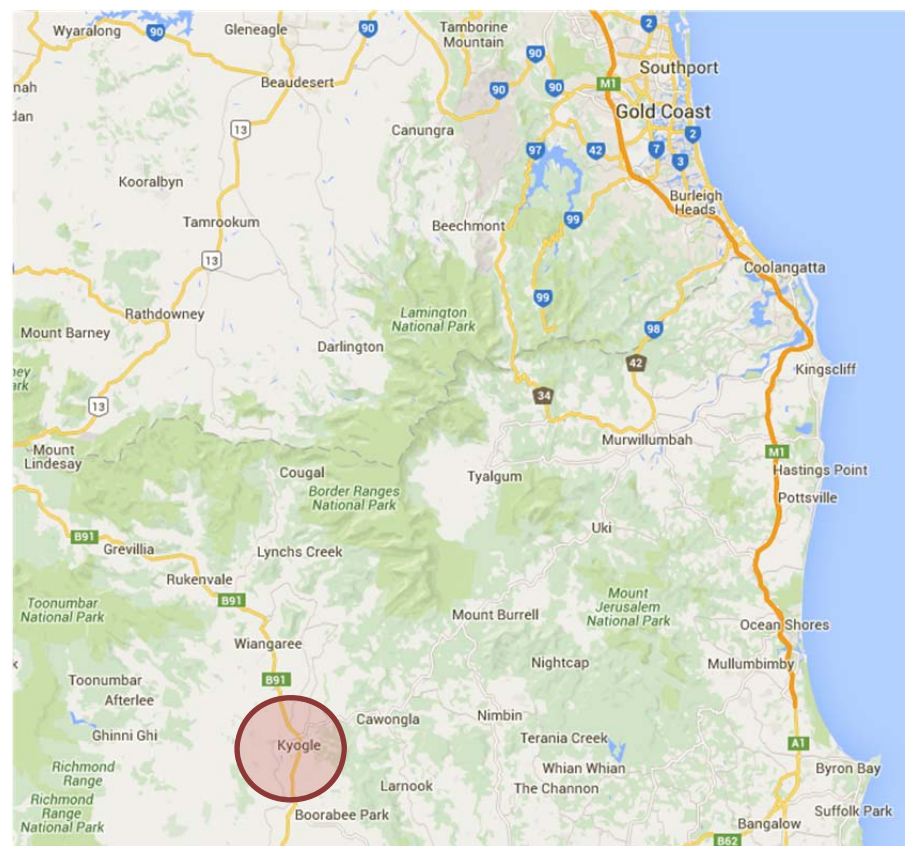 Wyaralong
90
Gleneagle
90
Tamborine
Mountain
2
90
Southport
Beaudesert
90
90
M1
nah
Gold Coast
dan
13
Canungra
97
42
7
2
3
Kooralbyn
Burleigh
Heads
Tamrookum
Beechmont
99
13
Coolangatta
99
Lamington
National Park
Rathdowney
98
Mount Barney
Darlington
42
Kingscliff
ney
ark
34
13
Murwillumbah
M1
Mount
Lindesay
Cougal
Tyalgum
Hastings Point
Border Ranges
National Park
Pottsville
Uki
B91
Grevillia
Lynchs Creek
Rukenvale
B91
Toonumbar
National Park
Mount
Jerusalem
National Park
Mount Burrell
Ocean Shores
Wiangaree
Nightcap
Mullumbimby
k
B91
Toonumbar
Afterlee
Cawongla
Nimbin
Ghinni Ghi
Kyogle
Terania Creek
A1
Whian Whian
Byron Bay
Richmond
Range
Larnook
The Channon
Richmond
Range
National Park
Boorabee Park
Suffolk Park
Bangalow
B62